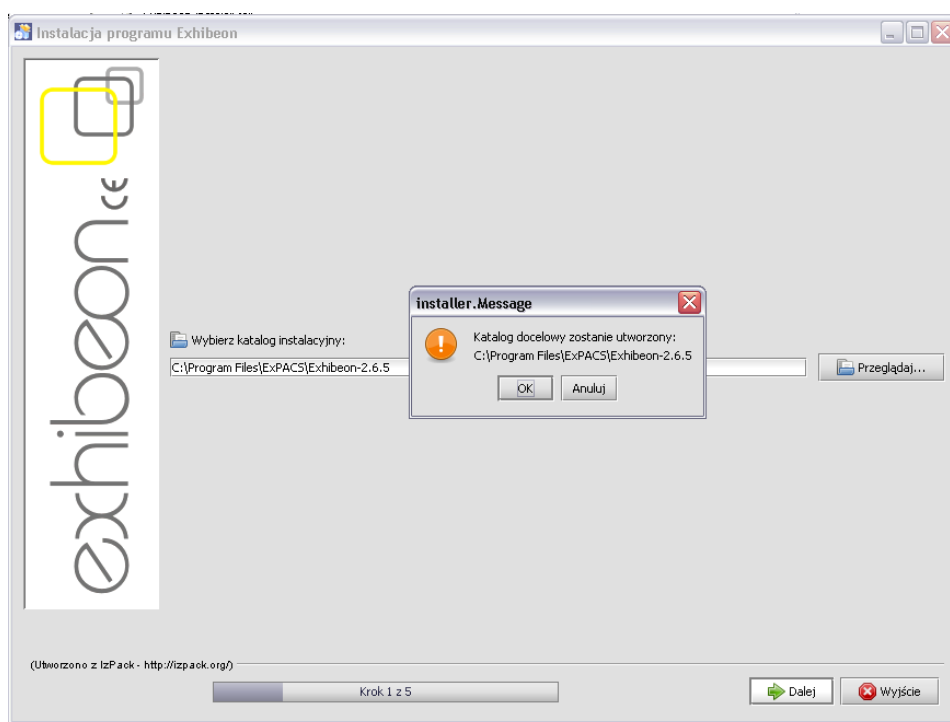 Instalacja programu Exhibeon
exhibeon CE
installer.Message
Katalog docelowy zostanie utworzony:
C:\Program Files\ExPACS\Exhibeon-2.6.5
OK
Anuluj
Wybierz katalog instalacyjny:
C:\Program Files\ExPACS\Exhibeon-2.6.5
Przeglądaj...
(Utworzono z IzPack - http://izpack.org/)
Krok 1 z 5
Dalej
Wyjście